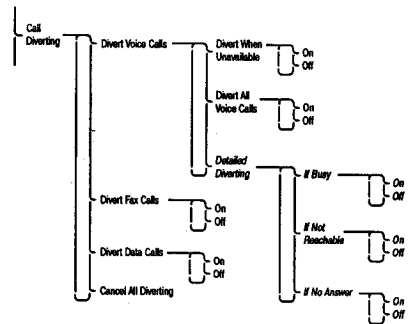 Call
Diverting
Divert Voice Calls
Divert When
Unavailable
On
Off
Divert All
Voice Calls
On
Off
Detailed
Diverting
If Busy
On
Off
If Not
Reachable
On
Off
If No Answer
On
Off
Divert Fax Calls
On
Off
Divert Data Calls
On
Off
Cancel All Diverting